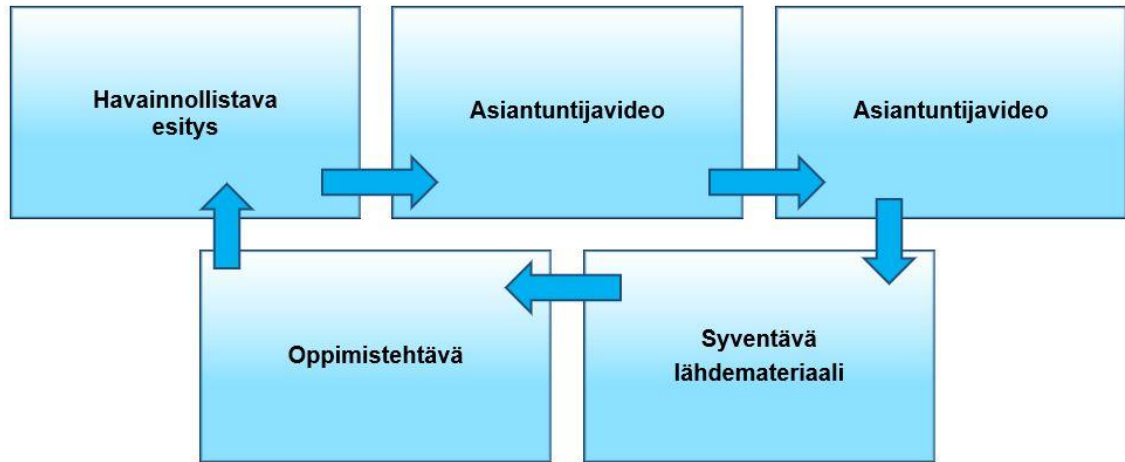 Havainnollistava
esitys
Asiantuntijavideo
Asiantuntijavideo
Oppimistehtävä
Syventävä
lähdemateriaali